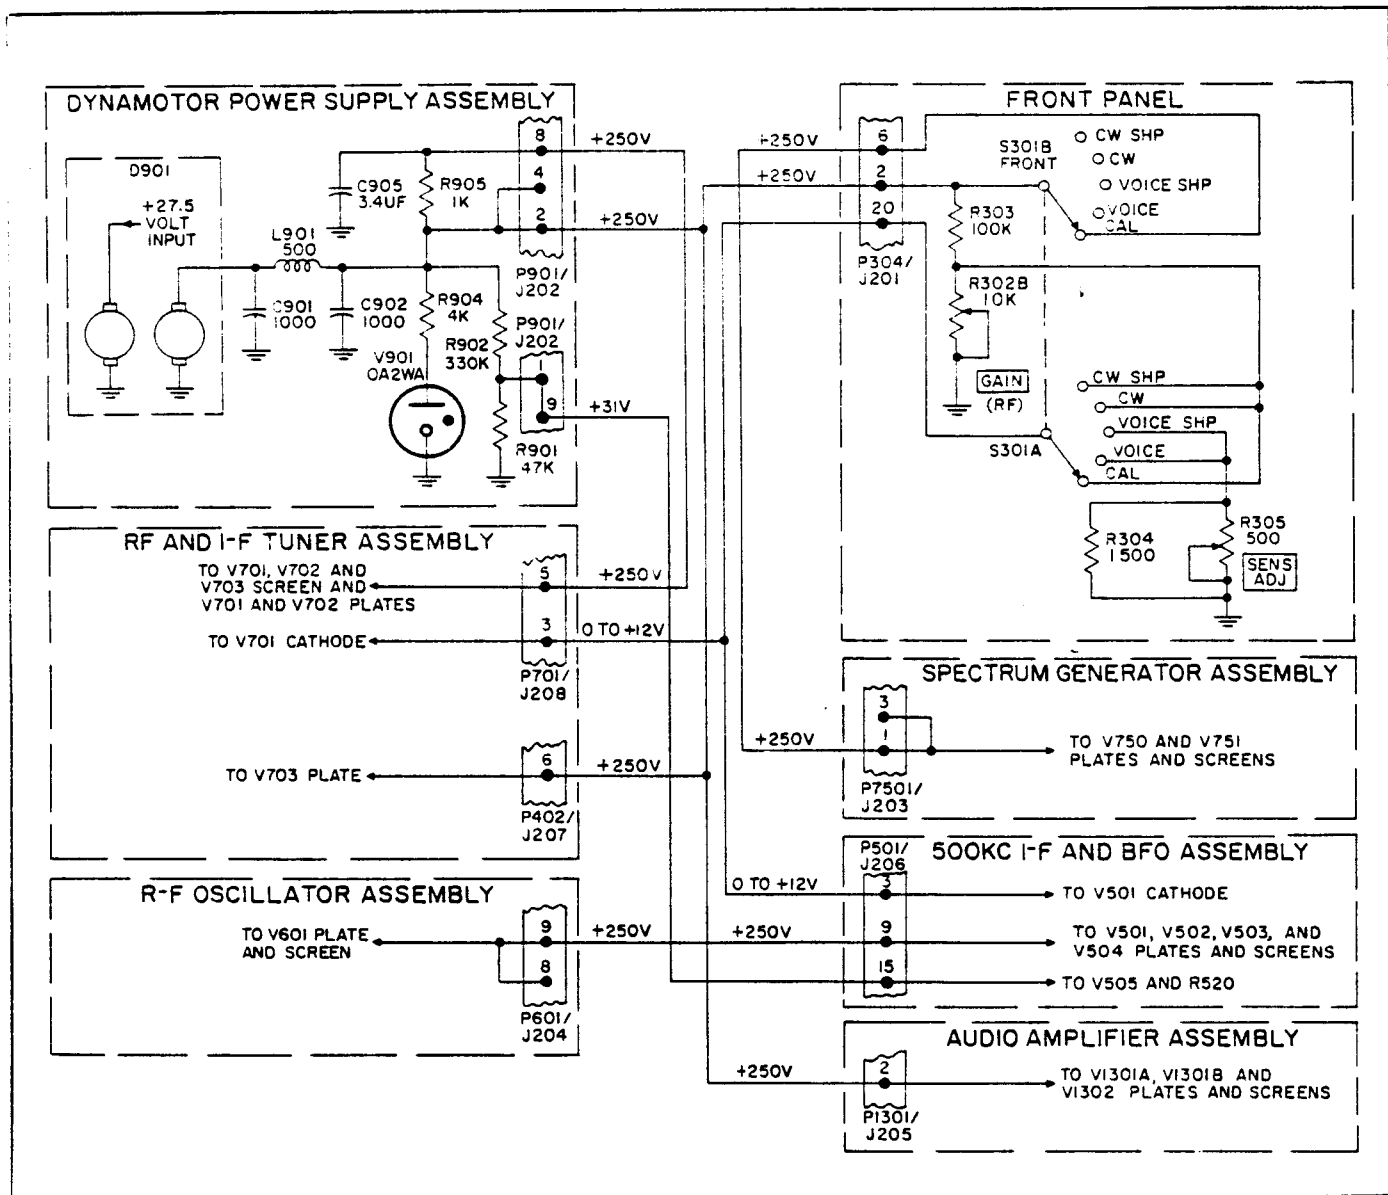 DYNAMOTOR POWER SUPPLY ASSEMBLY
D901
+27.5
VOLT
INPUT
L901
500
C901
1000
C902
1000
C905
3.4UF
R905
1K
8
4
2
P901/
J202
+250V
+250V
R904
4K
R902
330K
P901/
J202
1
9
+31V
V901
OA2WA
R901
47K
FRONT PANEL
6
2
20
P304/
J201
+250V
+250V
S301B
FRONT
CW SHP
CW
VOICE SHP
VOICE
CAL
R303
100K
R302B
10K
GAIN
(RF)
S301A
CW SHP
CW
VOICE SHP
VOICE
CAL
R304
1500
R305
500
SENS
ADJ
RF AND I-F TUNER ASSEMBLY
TO V701, V702 AND
V703 SCREEN AND
V701 AND V702 PLATES
5
+250V
TO V701 CATHODE
3
0 TO +12V
P701/
J208
TO V703 PLATE
6
+250V
P402/
J207
SPECTRUM GENERATOR ASSEMBLY
3
1
+250V
TO V750 AND V751
PLATES AND SCREENS
P7501/
J203
R-F OSCILLATOR ASSEMBLY
TO V601 PLATE
AND SCREEN
9
8
+250V
P601/
J204
P501/
J206
500KC I-F AND BFO ASSEMBLY
0 TO +12V
3
TO V501 CATHODE
+250V
9
TO V501, V502, V503, AND
V504 PLATES AND SCREENS
15
TO V505 AND R520
AUDIO AMPLIFIER ASSEMBLY
+250V
2
TO V1301A, V1301B AND
V1302 PLATES AND SCREENS
P1301/
J205